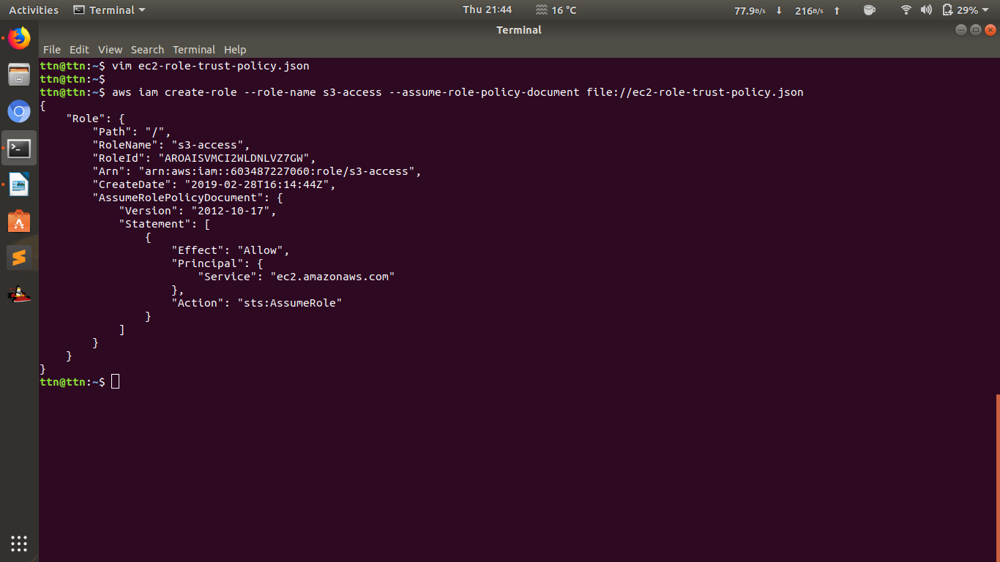 Activities Terminal Thu 21:44 16 °C 77.9B/s 216B/s 29%
Terminal
File Edit View Search Terminal Help
ttn@ttn:~$ vim ec2-role-trust-policy.json
ttn@ttn:~$
ttn@ttn:~$ aws iam create-role --role-name s3-access --assume-role-policy-document file://ec2-role-trust-policy.json
{
    "Role": {
        "Path": "/",
        "RoleName": "s3-access",
        "RoleId": "AROAISVMCI2WLDNLVZ7GW",
        "Arn": "arn:aws:iam::603487227060:role/s3-access",
        "CreateDate": "2019-02-28T16:14:44Z",
        "AssumeRolePolicyDocument": {
            "Version": "2012-10-17",
            "Statement": [
                {
                    "Effect": "Allow",
                    "Principal": {
                        "Service": "ec2.amazonaws.com"
                    },
                    "Action": "sts:AssumeRole"
                }
            ]
        }
    }
}
ttn@ttn:~$